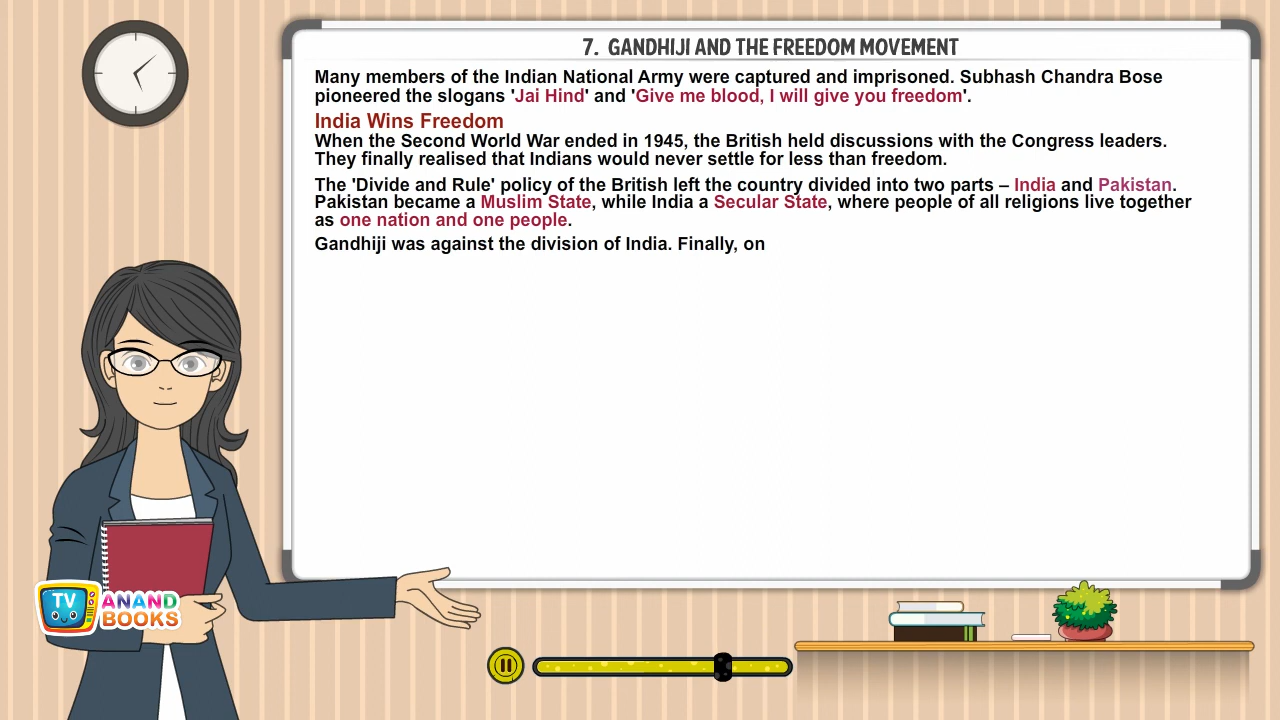 7. GANDHIJI AND THE FREEDOM MOVEMENT
Many members of the Indian National Army were captured and imprisoned. Subhash Chandra Bose
pioneered the slogans 'Jai Hind' and 'Give me blood, I will give you freedom'.
India Wins Freedom
When the Second World War ended in 1945, the British held discussions with the Congress leaders.
They finally realised that Indians would never settle for less than freedom.
The 'Divide and Rule' policy of the British left the country divided into two parts – India and Pakistan.
Pakistan became a Muslim State, while India a Secular State, where people of all religions live together
as one nation and one people.
Gandhiji was against the division of India. Finally, on
TV
ANAND
BOOKS